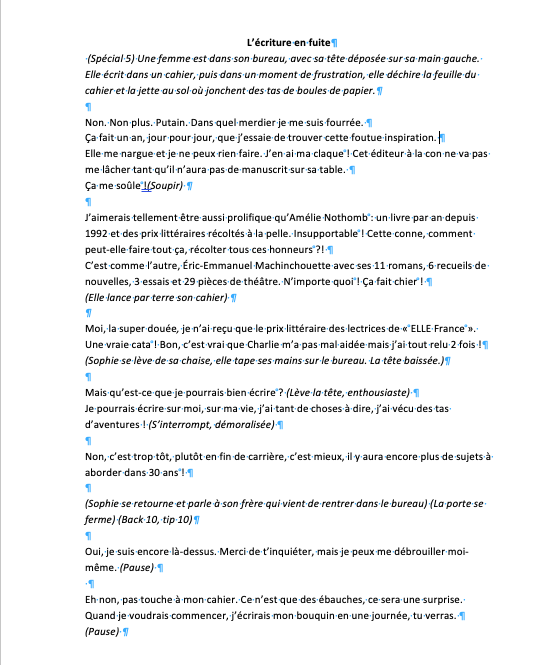 L'écriture en fuite
(Spécial 5) Une femme est dans son bureau, avec sa tête déposée sur sa main gauche.
Elle écrit dans un cahier, puis dans un moment de frustration, elle déchire la feuille du
cahier et la jette au sol où jonchent des tas de boules de papier.
Non. Non plus. Putain. Dans quel merdier je me suis fourrée.
Ça fait un an, jour pour jour, que j'essaie de trouver cette foutue inspiration.
Elle me nargue et je ne peux rien faire. J'en ai ma claque ! Cet éditeur à la con ne va pas
me lâcher tant qu'il n'aura pas de manuscrit sur sa table.
Ça me soûle !(Soupir)
J'aimerais tellement être aussi prolifique qu'Amélie Nothomb : un livre par an depuis
1992 et des prix littéraires récoltés à la pelle. Insupportable ! Cette conne, comment
peut-elle faire tout ça, récolter tous ces honneurs ?!
C'est comme l'autre, Éric-Emmanuel Machinchouette avec ses 11 romans, 6 recueils de
nouvelles, 3 essais et 29 pièces de théâtre. N'importe quoi ! Ça fait chier !
(Elle lance par terre son cahier)
Moi, la super douée, je n'ai reçu que le prix littéraire des lectrices de « ELLE France ».
Une vraie cata ! Bon, c'est vrai que Charlie m'a pas mal aidée mais j'ai tout relu 2 fois !
(Sophie se lève de sa chaise, elle tape ses mains sur le bureau. La tête baissée.)
Mais qu'est-ce que je pourrais bien écrire ? (Lève la tête, enthousiaste)
Je pourrais écrire sur moi, sur ma vie, j'ai tant de choses à dire, j'ai vécu des tas
d'aventures ! (S'interrompt, démoralisée)
Non, c'est trop tôt, plutôt en fin de carrière, c'est mieux, il y aura encore plus de sujets à
aborder dans 30 ans !
(Sophie se retourne et parle à son frère qui vient de rentrer dans le bureau) (La porte se
ferme) (Back 10, tip 10)
Oui, je suis encore là-dessus. Merci de t'inquiéter, mais je peux me débrouiller moi-
même. (Pause)
Eh non, pas touche à mon cahier. Ce n'est que des ébauches, ce sera une surprise.
Quand je voudrais commencer, j'écrirais mon bouquin en une journée, tu verras.
(Pause)